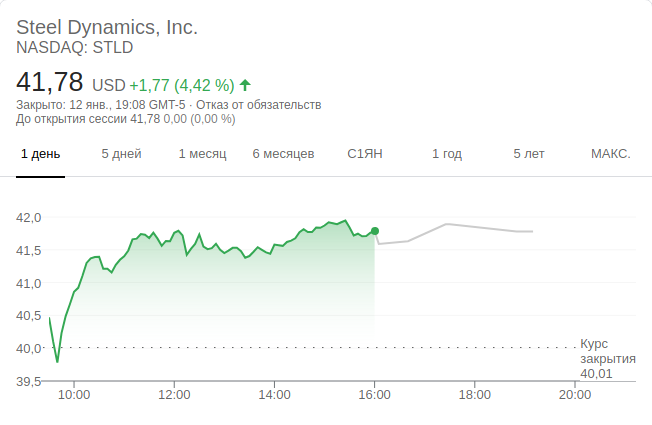 Steel Dynamics, Inc.
NASDAQ: STLD
41,78 USD +1,77 (4,42 %)
Закрыто: 12 янв., 19:08 GMT-5 · Отказ от обязательств
До открытия сессии 41,78 0,00 (0,00 %)
1 день 5 дней 1 месяц 6 месяцев С1ЯН 1 год 5 лет МАКС.
42,0
41,5
41,0
40,5
40,0
39,5
Курс
закрытия
40,01
10:00 12:00 14:00 16:00 18:00 20:00